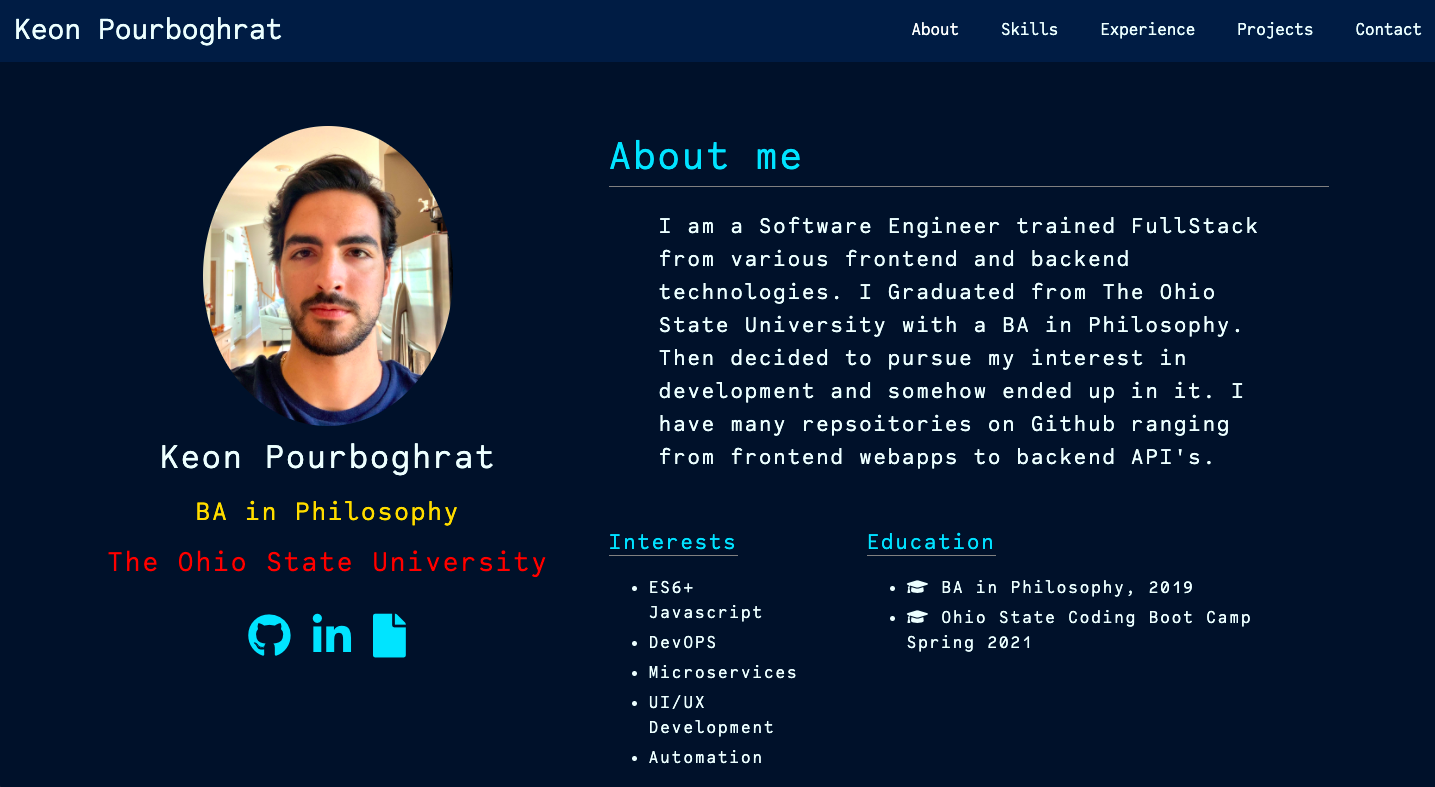 Keon Pourboghrat
About Skills Experience Projects Contact
About me
I am a Software Engineer trained FullStack
from various frontend and backend
technologies. I Graduated from The Ohio
State University with a BA in Philosophy.
Then decided to pursue my interest in
development and somehow ended up in it. I
have many repsoitories on Github ranging
from frontend webapps to backend API's.
Keon Pourboghrat
BA in Philosophy
The Ohio State University
in
Interests
ES6+
Javascript
DevOPS
Microservices
UI/UX
Development
Automation
Education
BA in Philosophy, 2019
Ohio State Coding Boot Camp
Spring 2021